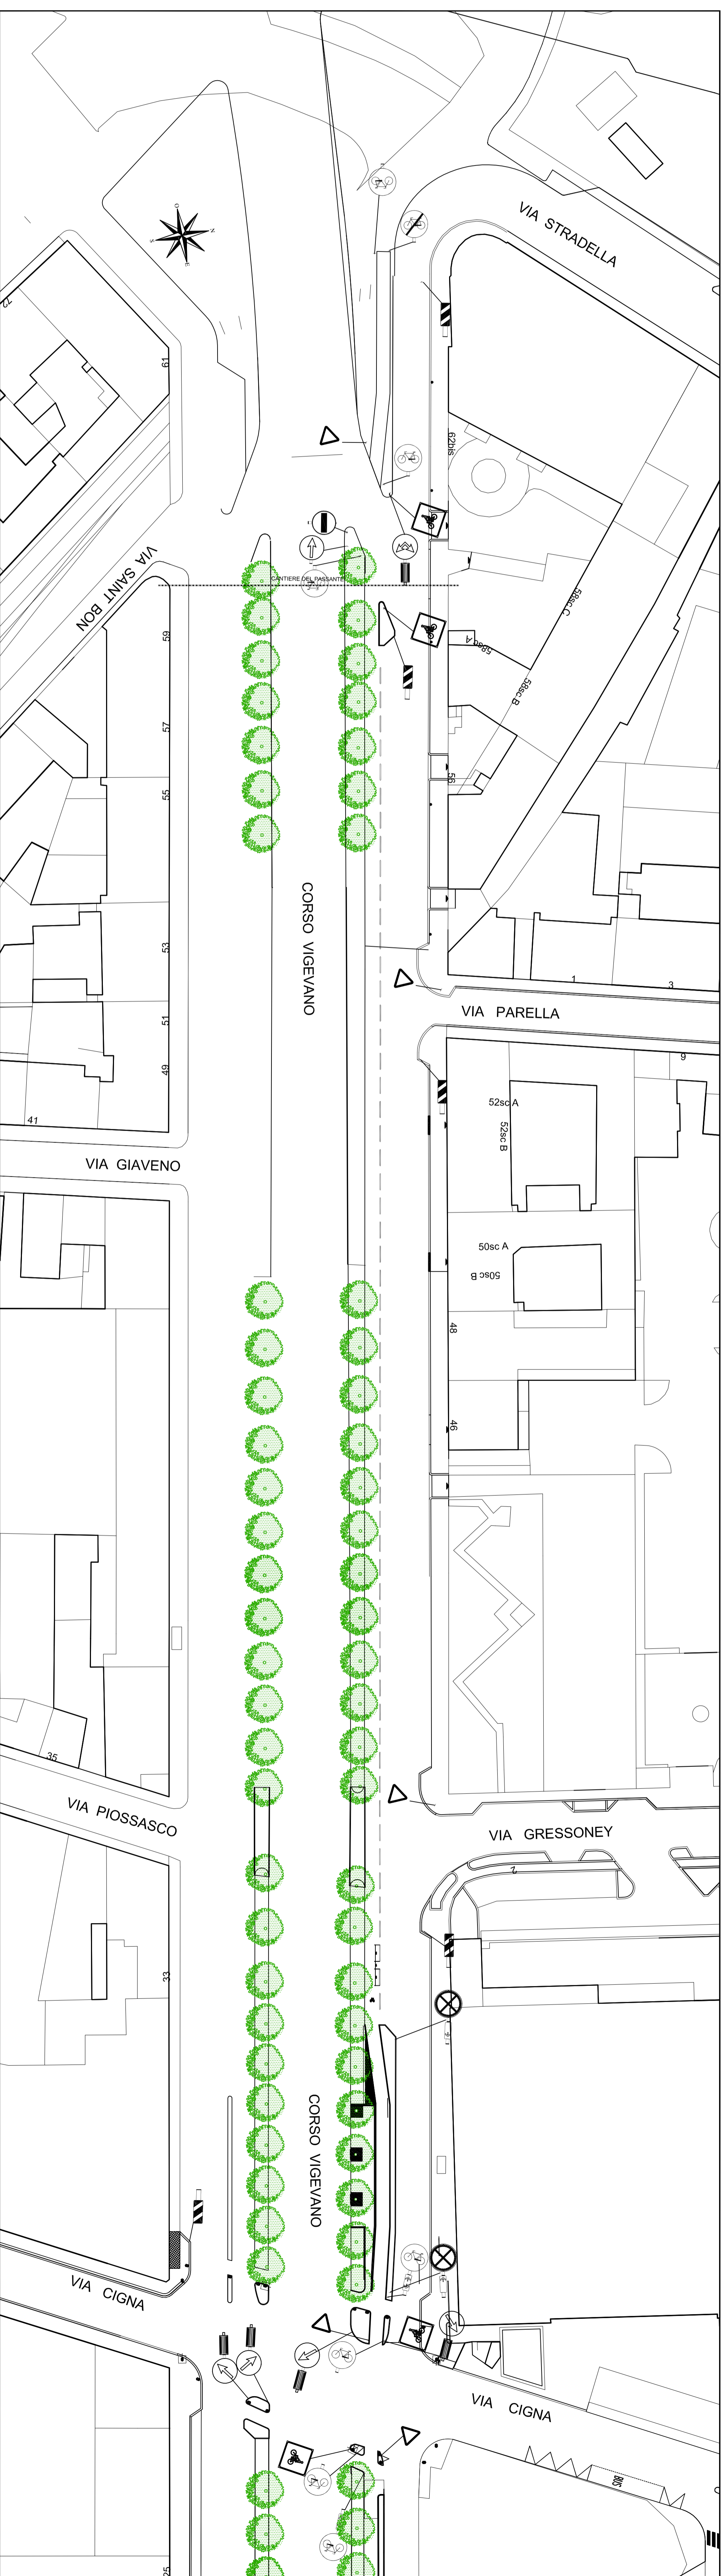 VIA STRADELLA
72
61
62bis
CANTIERE DEL PASSANTE
VIA SAINT BON
58sc C
59
58sc A
58sc B
57
56
55
CORSO VIGEVANO
53
1
3
VIA PARELLA
51
9
49
52sc A
41
52sc B
VIA GIAVENO
50sc A
50sc B
48
46
35
VIA PIOSSASCO
VIA GRESSONEY
2
33
CORSO VIGEVANO
VIA CIGNA
VIA CIGNA
BUS
25